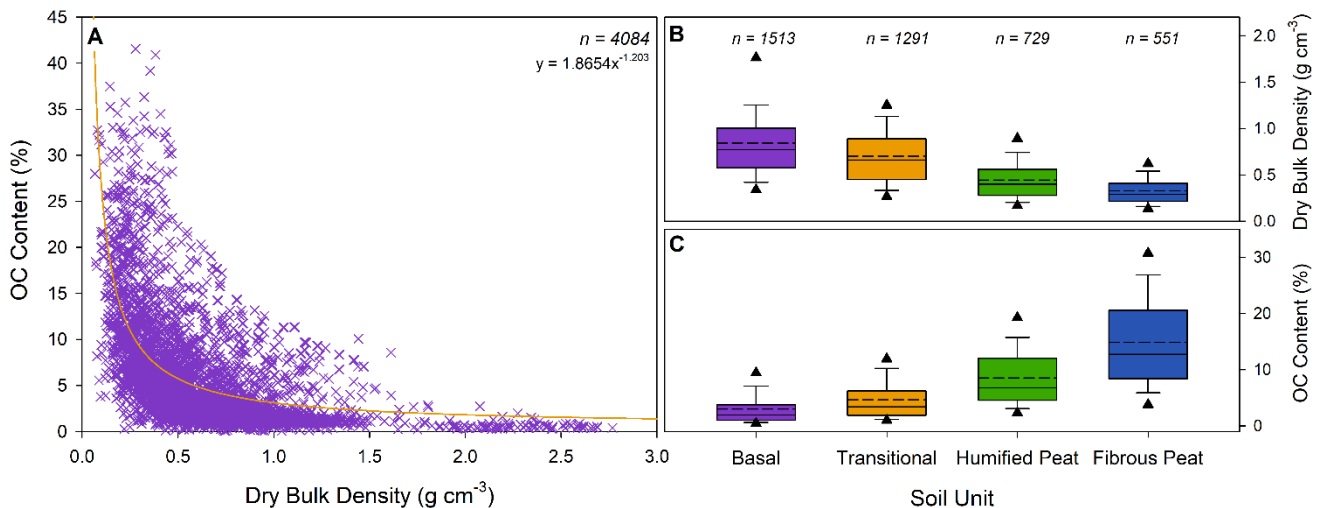 A
n = 4084
y = 1.8654x^-1.203
45
40
35
30
25
20
15
10
5
0
OC Content (%)
0.0 0.5 1.0 1.5 2.0 2.5 3.0
Dry Bulk Density (g cm⁻³)
B
n = 1513 n = 1291 n = 729 n = 551
2.0
1.5
1.0
0.5
0.0
Dry Bulk Density (g cm⁻³)
C
30
20
10
0
OC Content (%)
Basal Transitional Humified Peat Fibrous Peat
Soil Unit